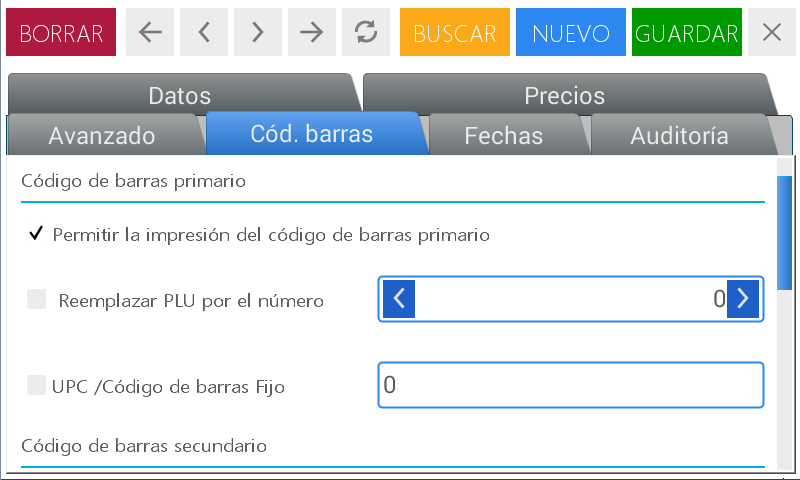 BORRAR BUSCAR NUEVO GUARDAR
Datos Precios
Avanzado Cód. barras Fechas Auditoría
Código de barras primario
Permitir la impresión del código de barras primario
Reemplazar PLU por el número 0
UPC /Código de barras Fijo 0
Código de barras secundario